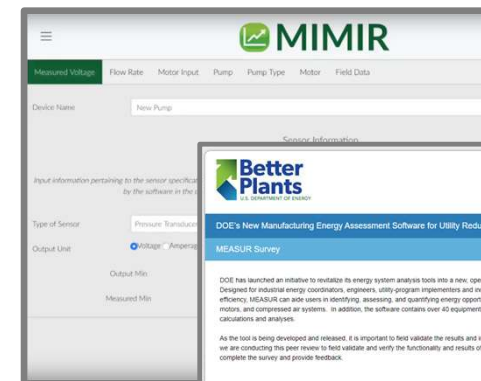 MIMIR
Measured Voltage Flow Rate Motor Input Pump Pump Type Motor Field Data
Device Name New Pump
Sensor Information
Input information pertaining to the sensor specificat
by the software in the
Type of Sensor Pressure Transducer
Output Unit Voltage Amperag
Output Min
Measured Min
Better
Plants
U.S. DEPARTMENT OF ENERGY
DOE's New Manufacturing Energy Assessment Software for Utility Redu
MEASUR Survey
DOE has launched an initiative to revitalize its energy system analysis tools into a new, ope
Designed for industrial energy coordinators, engineers, utility-program implementers and in
efficiency, MEASUR can aide users in identifying, assessing, and quantifying energy opport
motors, and compressed air systems. In addition, the software contains over 40 equipment
calculations and analyses.
As the tool is being developed and released, it is important to field validate the results and i
we are conducting this peer review to field validate and verify the functionality and results of
complete the survey and provide feedback.